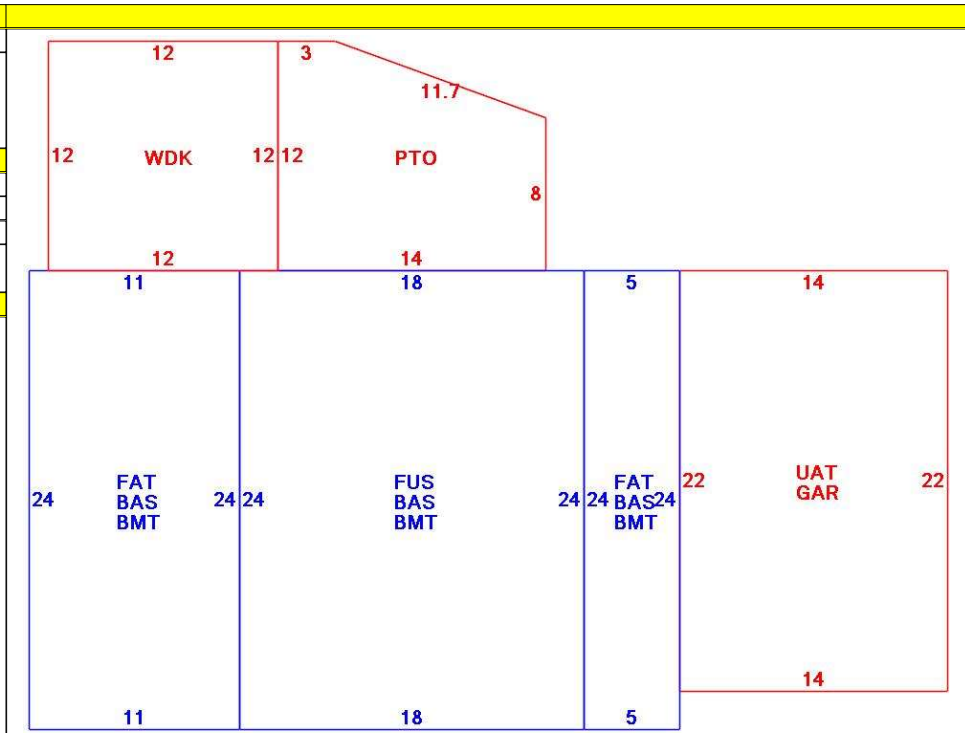 12 3
11.7
12 WDK 12 12 PTO
8
12 14
11 18 5 14
FAT FUS FAT UAT
24 BAS 24 24 BAS 24 24 BAS 24 22 GAR 22
BMT BMT BMT
14
11 18 5